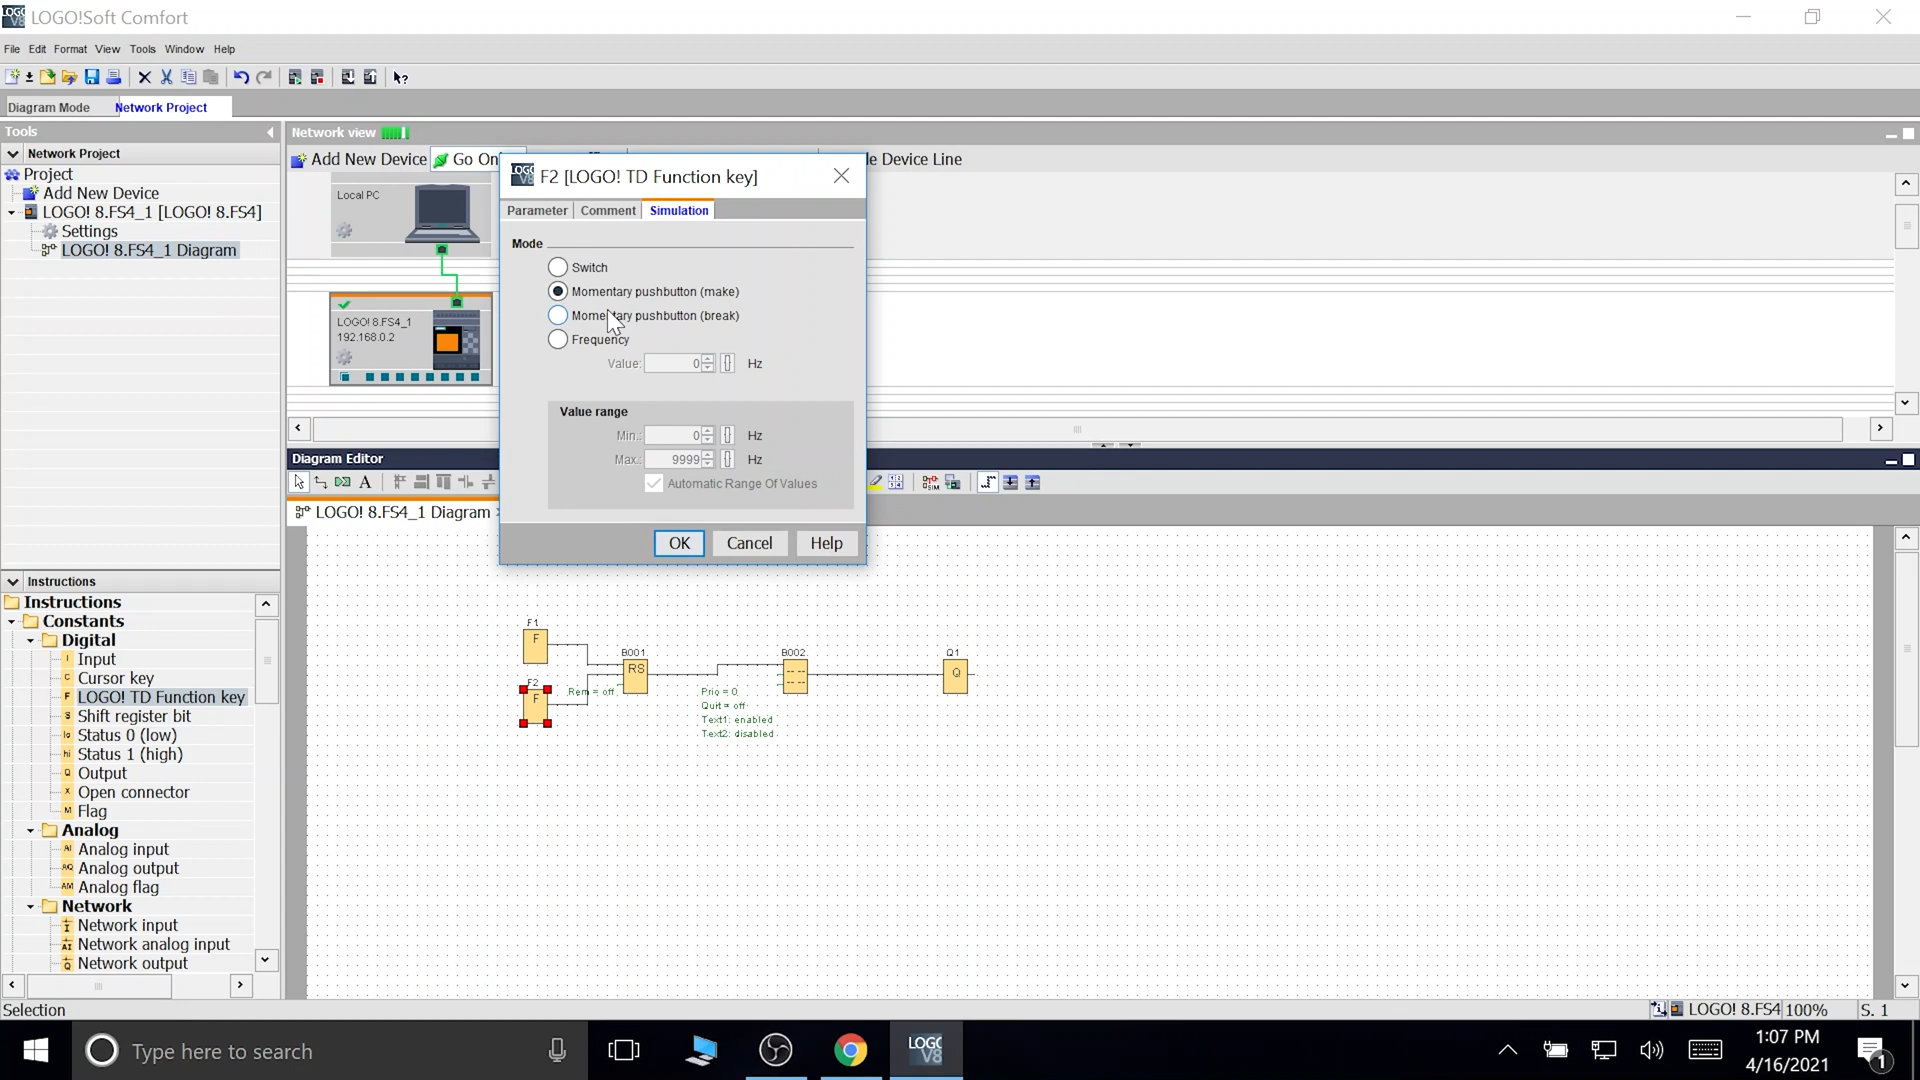 LOGO!Soft Comfort
File Edit Format View Tools Window Help
Diagram Mode Network Project
Tools
Network Project
Project
Add New Device
LOGO! 8.FS4_1 [LOGO! 8.FS4]
Settings
LOGO! 8.FS4_1 Diagram
Network view
Add New Device Go On e Device Line
Local PC
LOGO! 8.FS4_1
192.168.0.2
F2 [LOGO! TD Function key]
Parameter Comment Simulation
Mode
Switch
Momentary pushbutton (make)
Momentary pushbutton (break)
Frequency
Value: 0 Hz
Value range
Min.: 0 Hz
Max.: 9999 Hz
Automatic Range Of Values
OK Cancel Help
Diagram Editor
LOGO! 8.FS4_1 Diagram
F1
F
F2
F
Rem = off
B001
RS
B002
Prio = 0
Quit = off
Text1: enabled
Text2: disabled
Q1
Q
Instructions
Instructions
Constants
Digital
Input
Cursor key
LOGO! TD Function key
Shift register bit
Status 0 (low)
Status 1 (high)
Output
Open connector
Flag
Analog
Analog input
Analog output
Analog flag
Network
Network input
Network analog input
Network output
Selection
LOGO! 8.FS4 100% S. 1
Type here to search
1:07 PM
4/16/2021
1